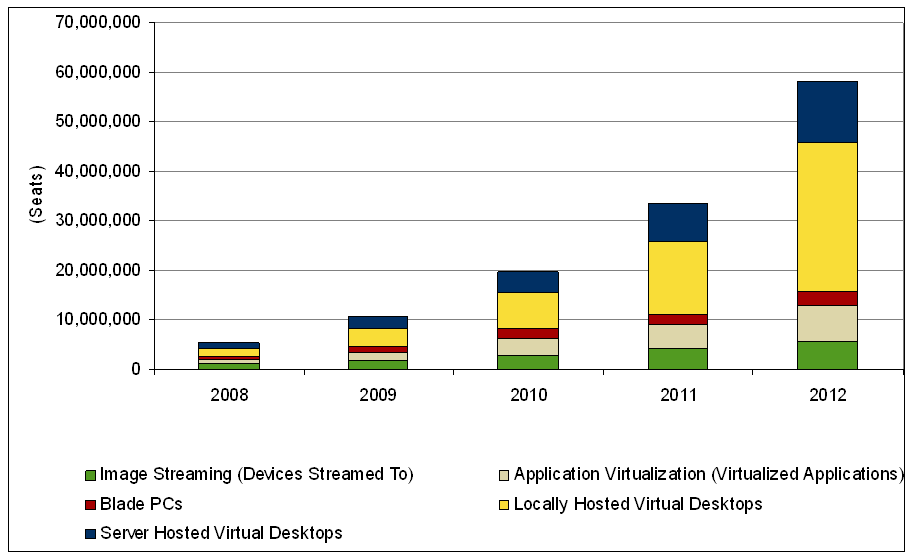 70,000,000
60,000,000
50,000,000
40,000,000
30,000,000
20,000,000
10,000,000
0
(Seats)
2008 2009 2010 2011 2012
Image Streaming (Devices Streamed To) Application Virtualization (Virtualized Applications)
Blade PCs Locally Hosted Virtual Desktops
Server Hosted Virtual Desktops